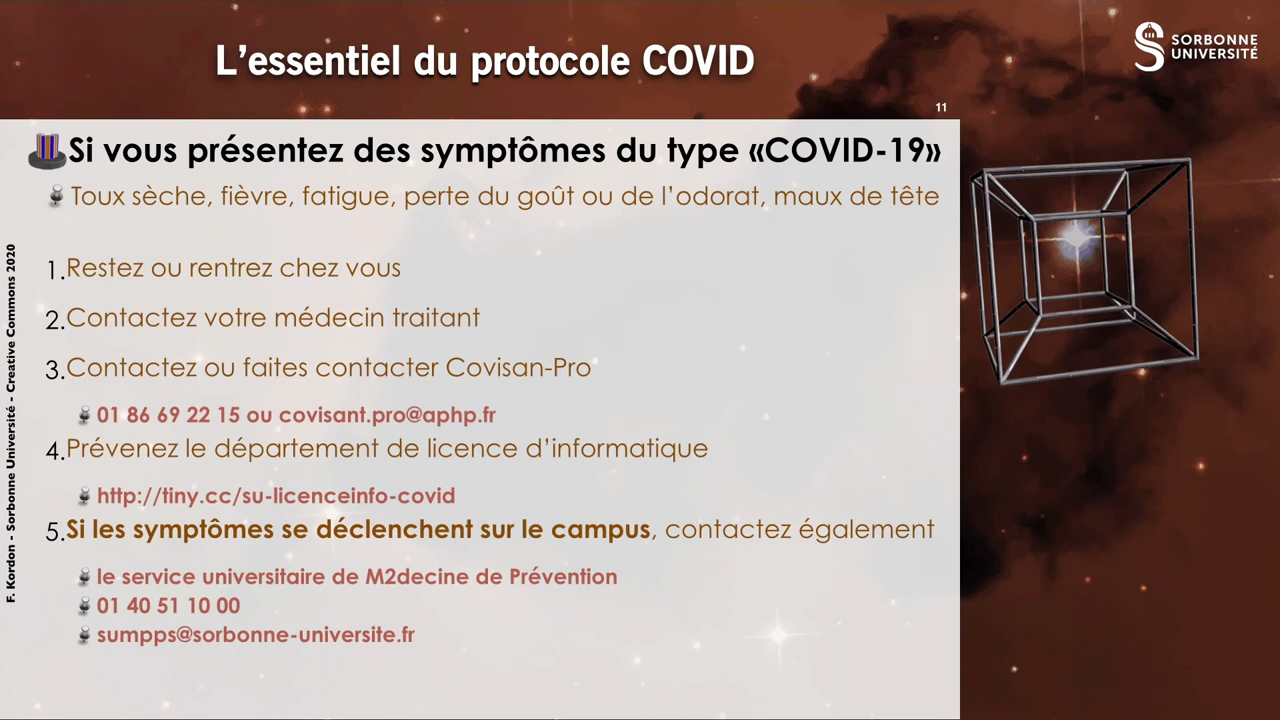 L'essentiel du protocole COVID
SORBONNE
UNIVERSITÉ
11
Si vous présentez des symptômes du type «COVID-19»
Toux sèche, fièvre, fatigue, perte du goût ou de l'odorat, maux de tête
1.Restez ou rentrez chez vous
2.Contactez votre médecin traitant
3.Contactez ou faites contacter Covisan-Pro
01 86 69 22 15 ou covisant.pro@aphp.fr
4.Prévenez le département de licence d'informatique
http://tiny.cc/su-licenceinfo-covid
5.Si les symptômes se déclenchent sur le campus, contactez également
le service universitaire de M2decine de Prévention
01 40 51 10 00
sumpps@sorbonne-universite.fr
F. Kordon - Sorbonne Université - Creative Commons 2020